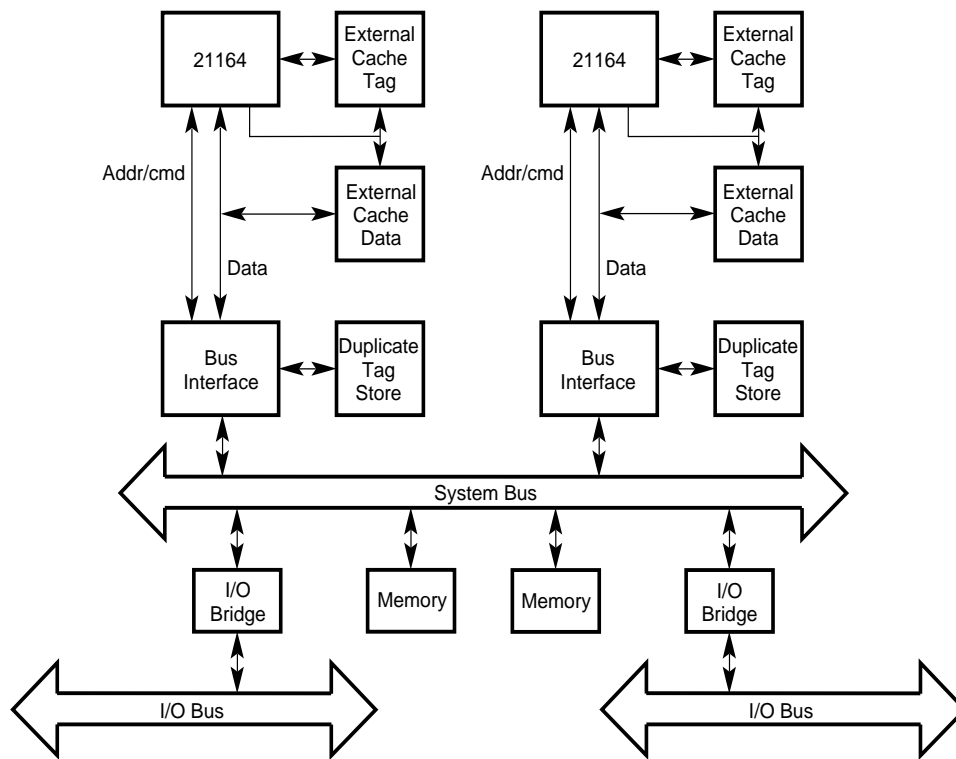 21164
External
Cache
Tag
21164
External
Cache
Tag
Addr/cmd
External
Cache
Data
Addr/cmd
External
Cache
Data
Data
Data
Bus
Interface
Duplicate
Tag
Store
Bus
Interface
Duplicate
Tag
Store
System Bus
I/O
Bridge
Memory
Memory
I/O
Bridge
I/O Bus
I/O Bus